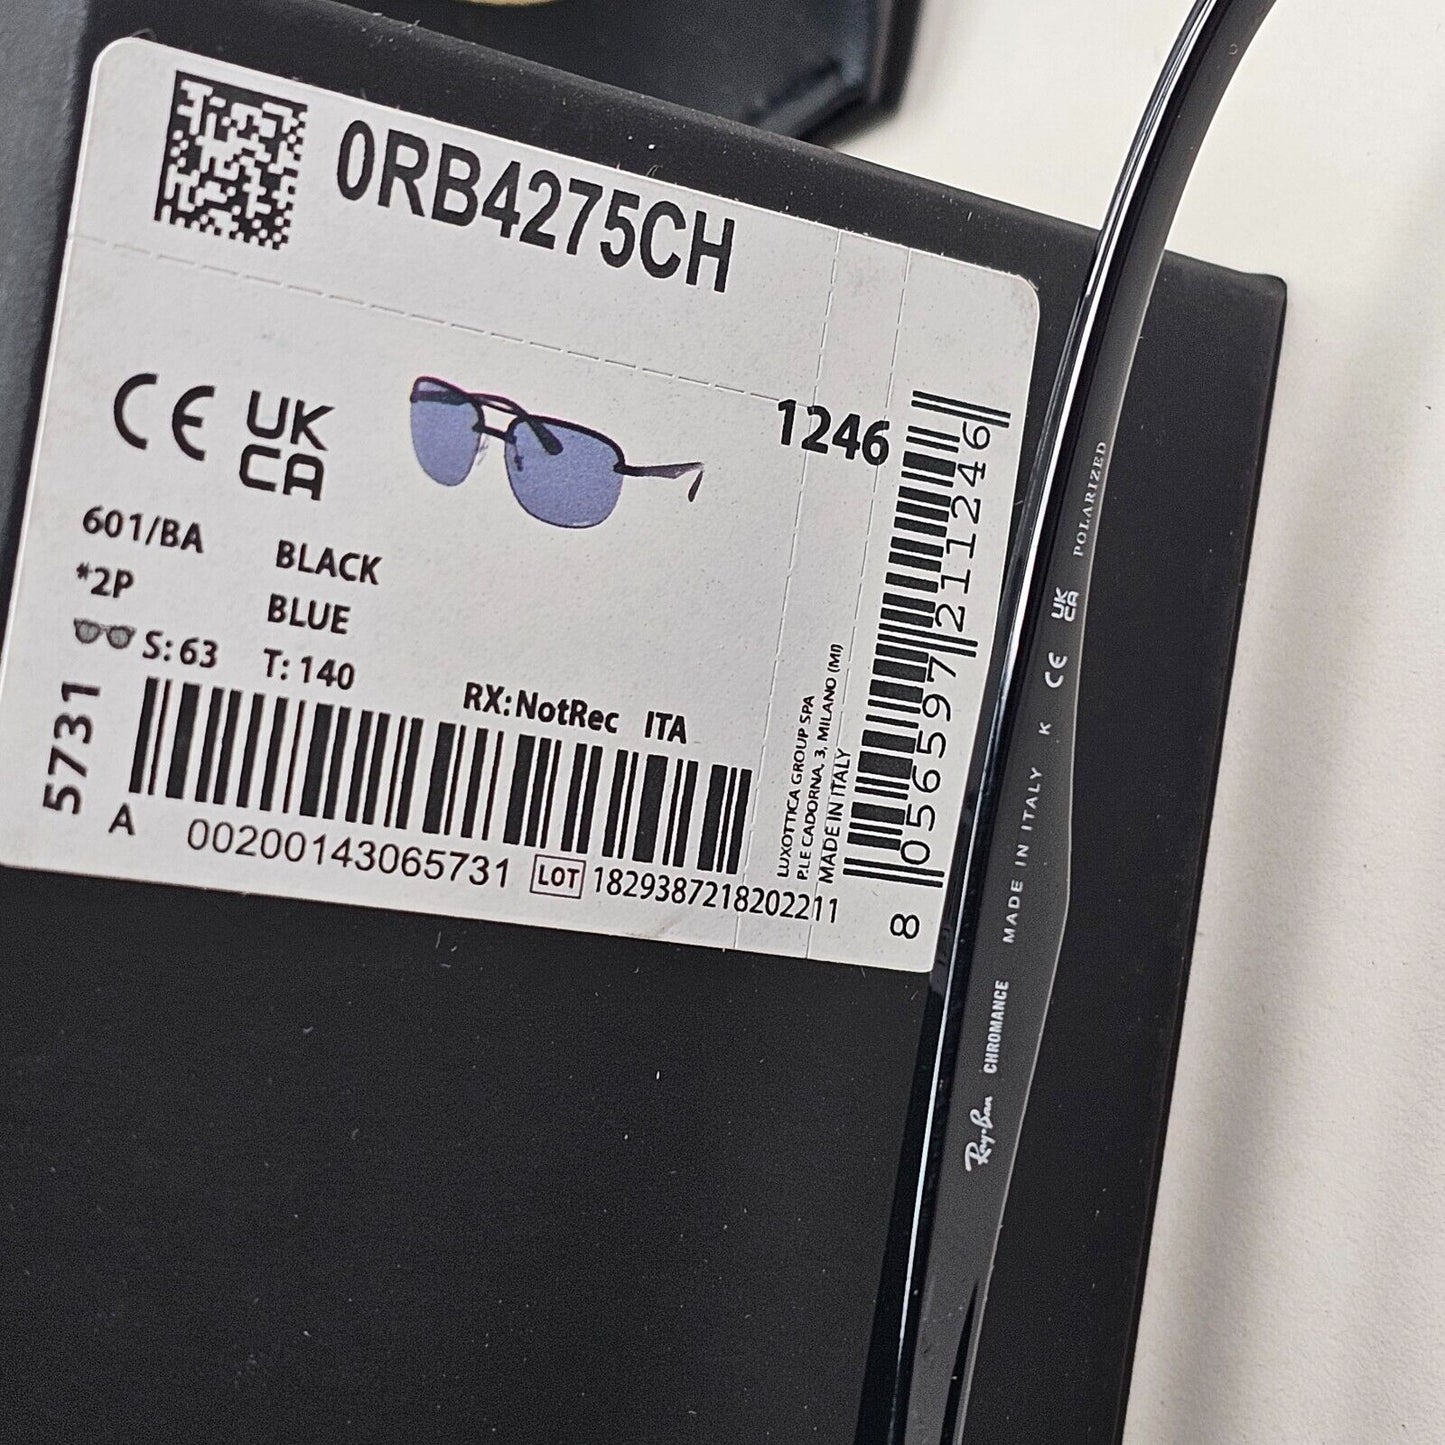 0RB4275CH
CE UK
CA
1246
601/BA BLACK
*2P BLUE
S: 63 T: 140
RX: NotRec ITA
5731
A 00200143065731 LOT 1829387218202211
LUXOTTICA GROUP SPA
P.LE CADORNA, 3, MILANO (MI)
MADE IN ITALY
8 056597 211246
Ray-Ban CHROMANCE MADE IN ITALY K CE UK
CA POLARIZED